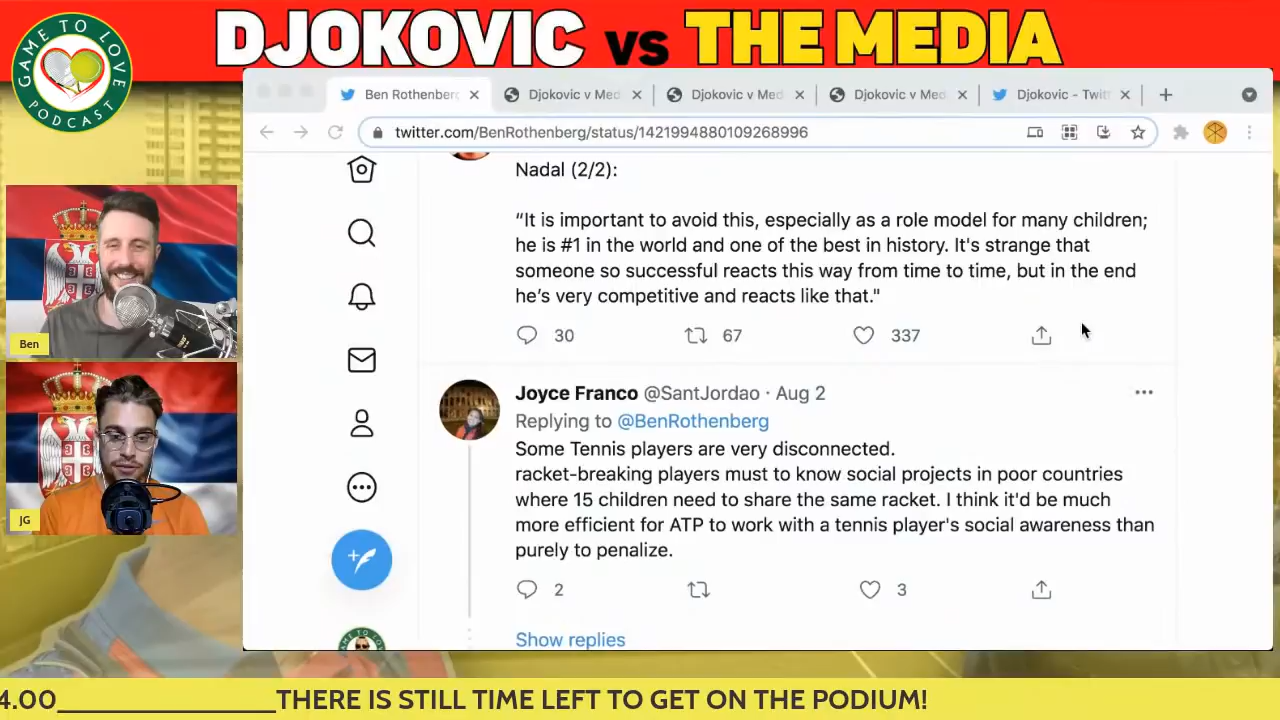 DJOKOVIC vs THE MEDIA
GAME TO LOVE
PODCAST
Ben Rothenber
Djokovic v Med
Djokovic v Med
Djokovic v Med
Djokovic - Twit
twitter.com/BenRothenberg/status/1421994880109268996
Nadal (2/2):
“It is important to avoid this, especially as a role model for many children;
he is #1 in the world and one of the best in history. It's strange that
someone so successful reacts this way from time to time, but in the end
he’s very competitive and reacts like that."
30 67 337
Ben
Joyce Franco @SantJordao · Aug 2
Replying to @BenRothenberg
Some Tennis players are very disconnected.
racket-breaking players must to know social projects in poor countries
where 15 children need to share the same racket. I think it'd be much
more efficient for ATP to work with a tennis player's social awareness than
purely to penalize.
JG
2 3
Show replies
4.00_______________THERE IS STILL TIME LEFT TO GET ON THE PODIUM!